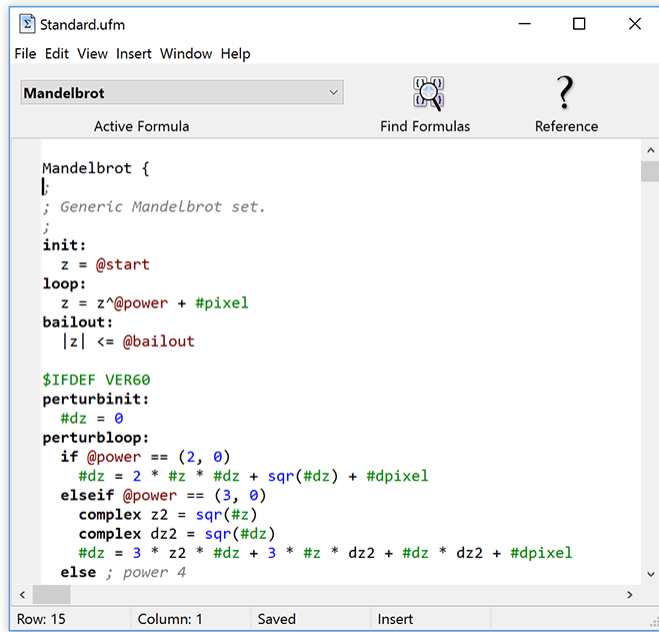 Standard.ufm
File Edit View Insert Window Help
Mandelbrot
Active Formula
Find Formulas
Reference
Mandelbrot {
;
; Generic Mandelbrot set.
;
init:
  z = @start
loop:
  z = z^@power + #pixel
bailout:
  |z| <= @bailout

$IFDEF VER60
perturbinit:
  #dz = 0
perturbloop:
  if @power == (2, 0)
    #dz = 2 * #z * #dz + sqr(#dz) + #dpixel
  elseif @power == (3, 0)
    complex z2 = sqr(#z)
    complex dz2 = sqr(#dz)
    #dz = 3 * z2 * #dz + 3 * #z * dz2 + #dz * dz2 + #dpixel
  else ; power 4
Row: 15
Column: 1
Saved
Insert